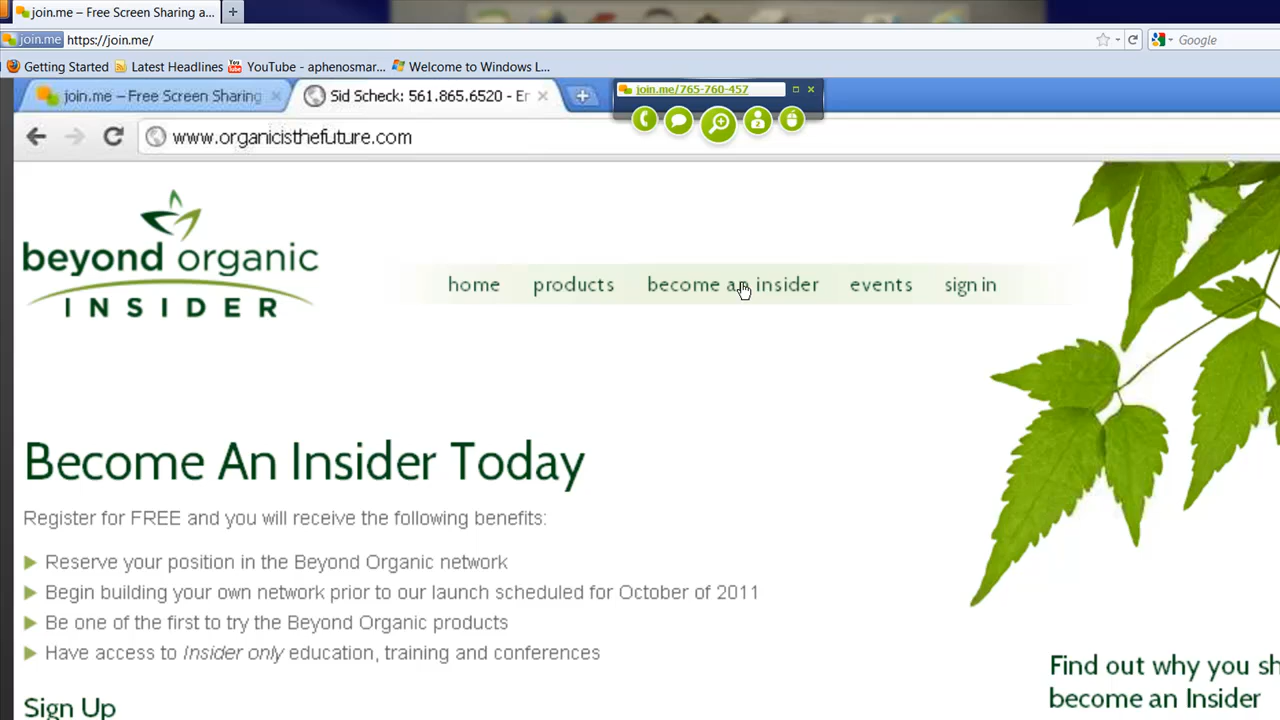 join.me – Free Screen Sharing a...
join.me https://join.me/
Google
Getting Started Latest Headlines YouTube - aphenosmar... Welcome to Windows L...
join.me – Free Screen Sharing
Sid Scheck: 561.865.6520 - Er
join.me/765-760-457
www.organicisthefuture.com
beyond organic
INSIDER
home products become an insider events sign in
Become An Insider Today
Register for FREE and you will receive the following benefits:
Reserve your position in the Beyond Organic network
Begin building your own network prior to our launch scheduled for October of 2011
Be one of the first to try the Beyond Organic products
Have access to Insider only education, training and conferences
Sign Up
Find out why you sh
become an Insider